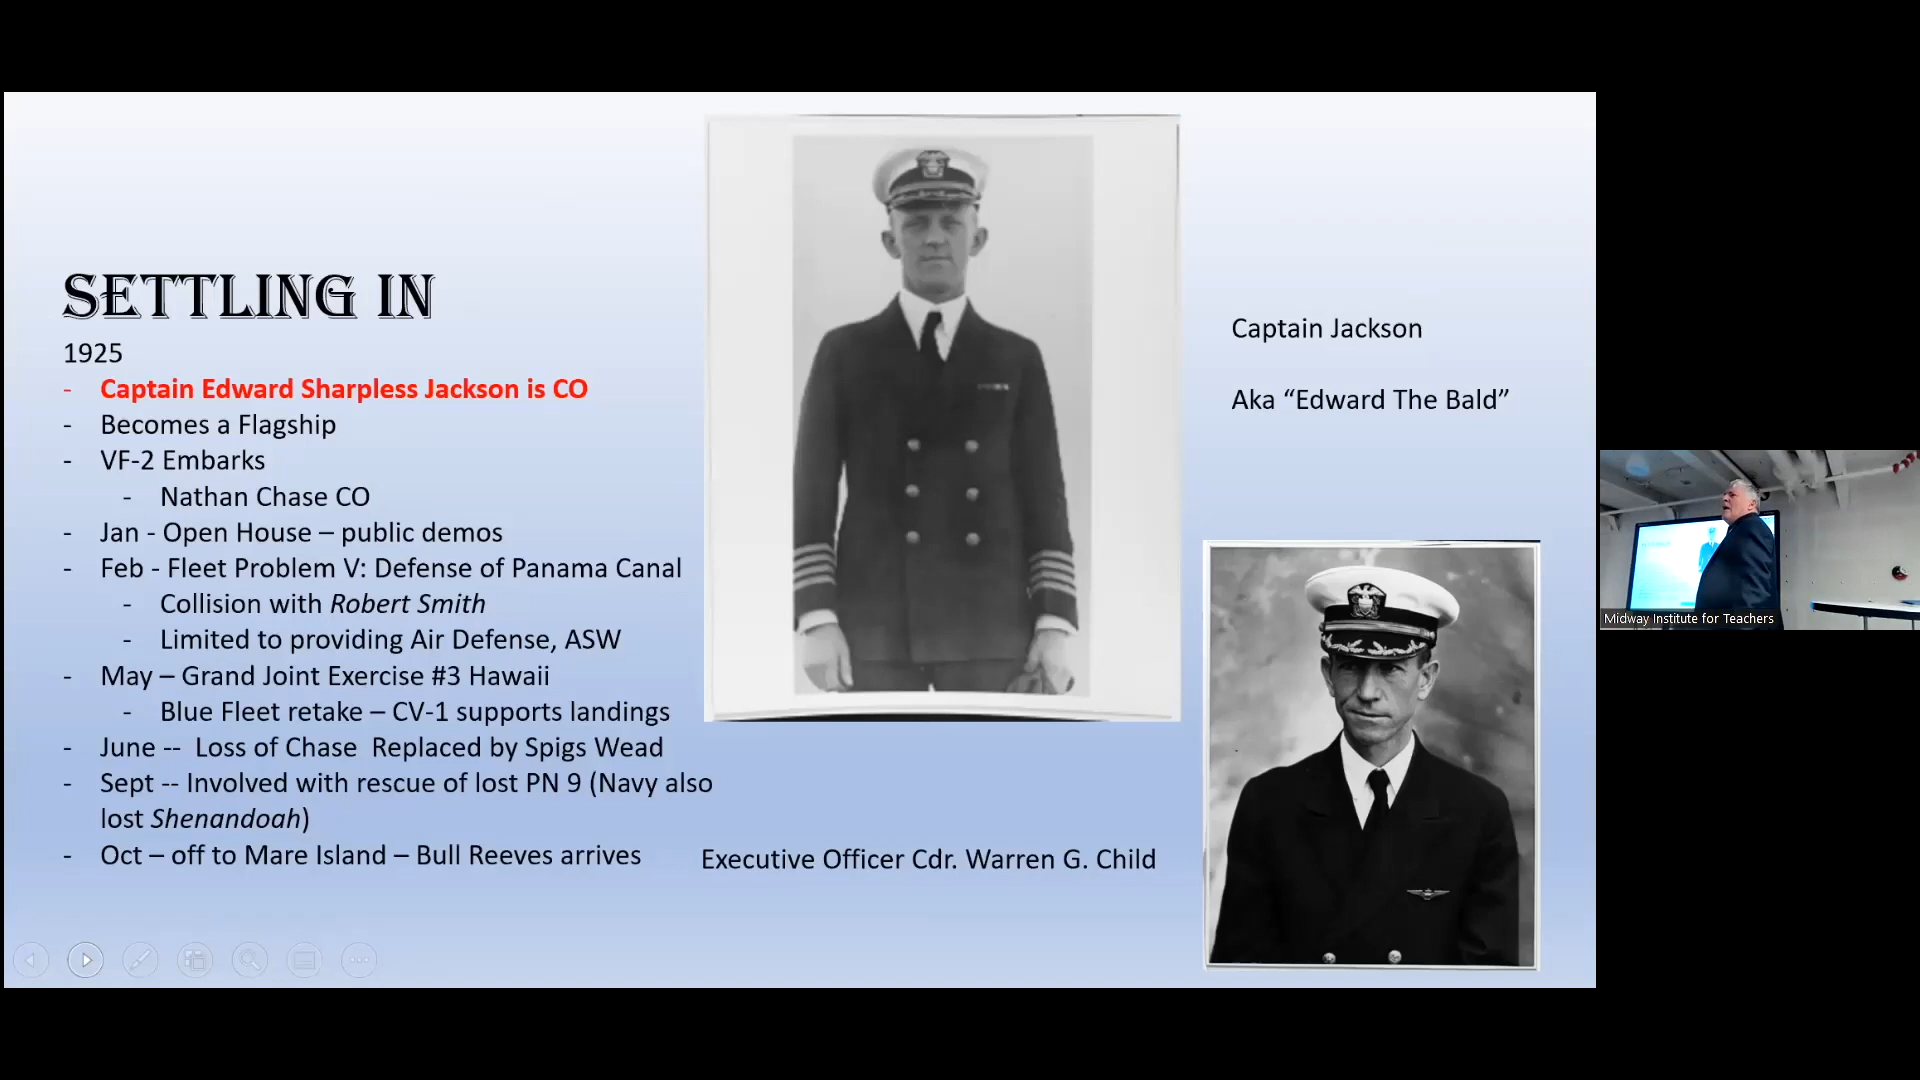 SETTLING IN
1925
- Captain Edward Sharpless Jackson is CO
- Becomes a Flagship
- VF-2 Embarks
- Nathan Chase CO
- Jan - Open House – public demos
- Feb - Fleet Problem V: Defense of Panama Canal
- Collision with Robert Smith
- Limited to providing Air Defense, ASW
- May – Grand Joint Exercise #3 Hawaii
- Blue Fleet retake – CV-1 supports landings
- June -- Loss of Chase Replaced by Spigs Wead
- Sept -- Involved with rescue of lost PN 9 (Navy also
lost Shenandoah)
- Oct – off to Mare Island – Bull Reeves arrives
Captain Jackson
Aka “Edward The Bald”
Executive Officer Cdr. Warren G. Child
Midway Institute for Teachers